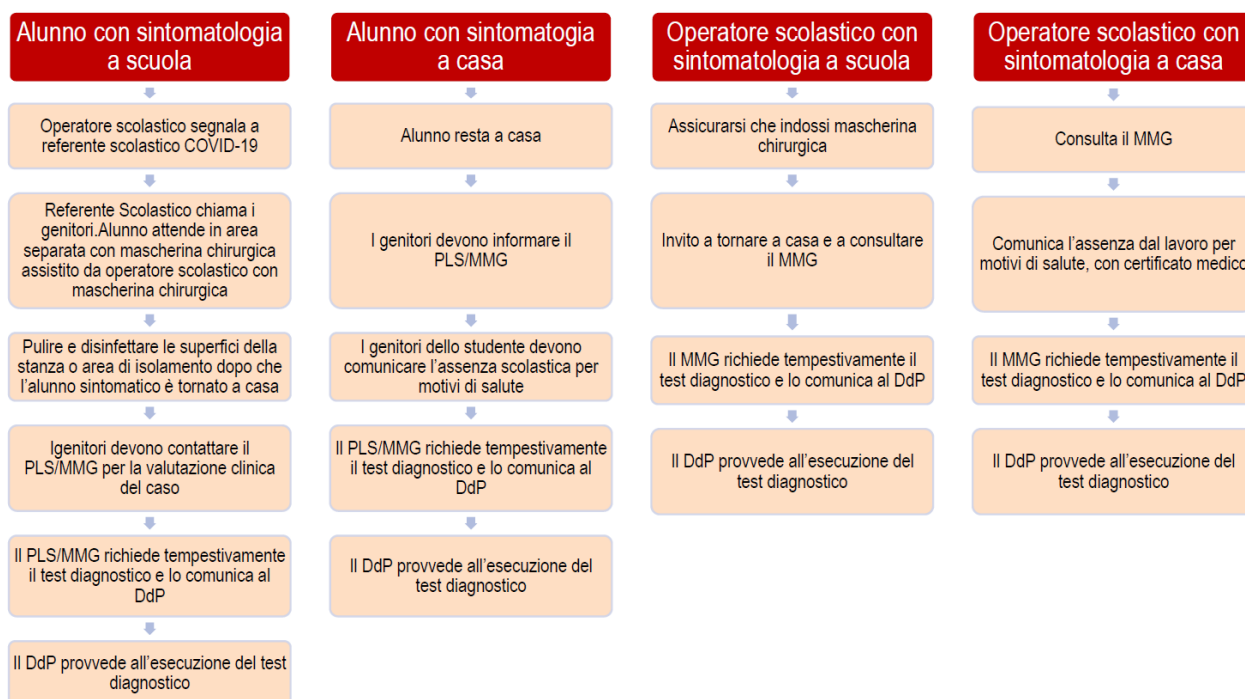 Alunno con sintomatologia
a scuola
Operatore scolastico segnala a
referente scolastico COVID-19
Referente Scolastico chiama i
genitori.Alunno attende in area
separata con mascherina chirurgica
assistito da operatore scolastico con
mascherina chirurgica
Pulire e disinfettare le superfici della
stanza o area di isolamento dopo che
l'alunno sintomatico è tornato a casa
Igenitori devono contattare il
PLS/MMG per la valutazione clinica
del caso
Il PLS/MMG richiede tempestivamente
il test diagnostico e lo comunica al
DdP
Il DdP provvede all'esecuzione del test
diagnostico
Alunno con sintomatogia
a casa
Alunno resta a casa
I genitori devono informare il
PLS/MMG
I genitori dello studente devono
comunicare l'assenza scolastica per
motivi di salute
Il PLS/MMG richiede tempestivamente
il test diagnostico e lo comunica al
DdP
Il DdP provvede all'esecuzione del
test diagnostico
Operatore scolastico con
sintomatologia a scuola
Assicurarsi che indossi mascherina
chirurgica
Invito a tornare a casa e a consultare
il MMG
Il MMG richiede tempestivamente il
test diagnostico e lo comunica al DdP
Il DdP provvede all'esecuzione del
test diagnostico
Operatore scolastico con
sintomatologia a casa
Consulta il MMG
Comunica l'assenza dal lavoro per
motivi di salute, con certificato medico
Il MMG richiede tempestivamente il
test diagnostico e lo comunica al DdP
Il DdP provvede all'esecuzione del
test diagnostico